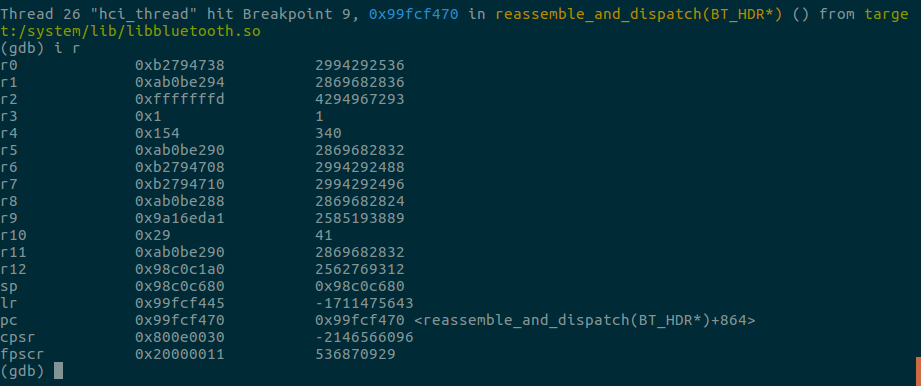 Thread 26 "hci_thread" hit Breakpoint 9, 0x99fcf470 in reassemble_and_dispatch(BT_HDR*) () from targe
t:/system/lib/libbluetooth.so
(gdb) i r
r0 0xb2794738 2994292536
r1 0xab0be294 2869682836
r2 0xfffffffd 4294967293
r3 0x1 1
r4 0x154 340
r5 0xab0be290 2869682832
r6 0xb2794708 2994292488
r7 0xb2794710 2994292496
r8 0xab0be288 2869682824
r9 0x9a16eda1 2585193889
r10 0x29 41
r11 0xab0be290 2869682832
r12 0x98c0c1a0 2562769312
sp 0x98c0c680 0x98c0c680
lr 0x99fcf445 -1711475643
pc 0x99fcf470 0x99fcf470 <reassemble_and_dispatch(BT_HDR*)+864>
cpsr 0x800e0030 -2146566096
fpscr 0x20000011 536870929
(gdb)